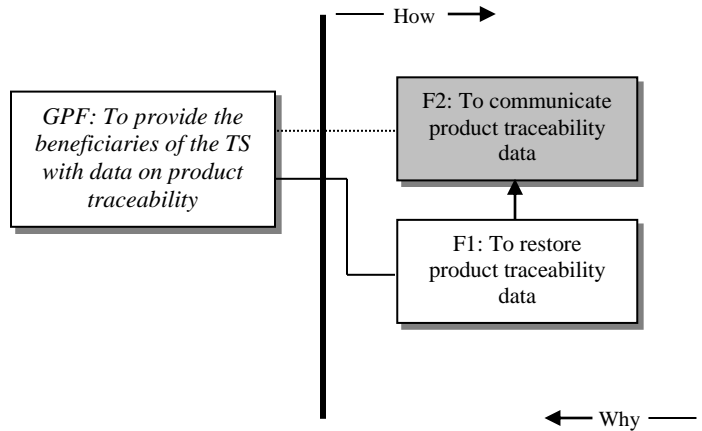 How
GPF: To provide the
beneficiaries of the TS
with data on product
traceability
F2: To communicate
product traceability
data
F1: To restore
product traceability
data
Why